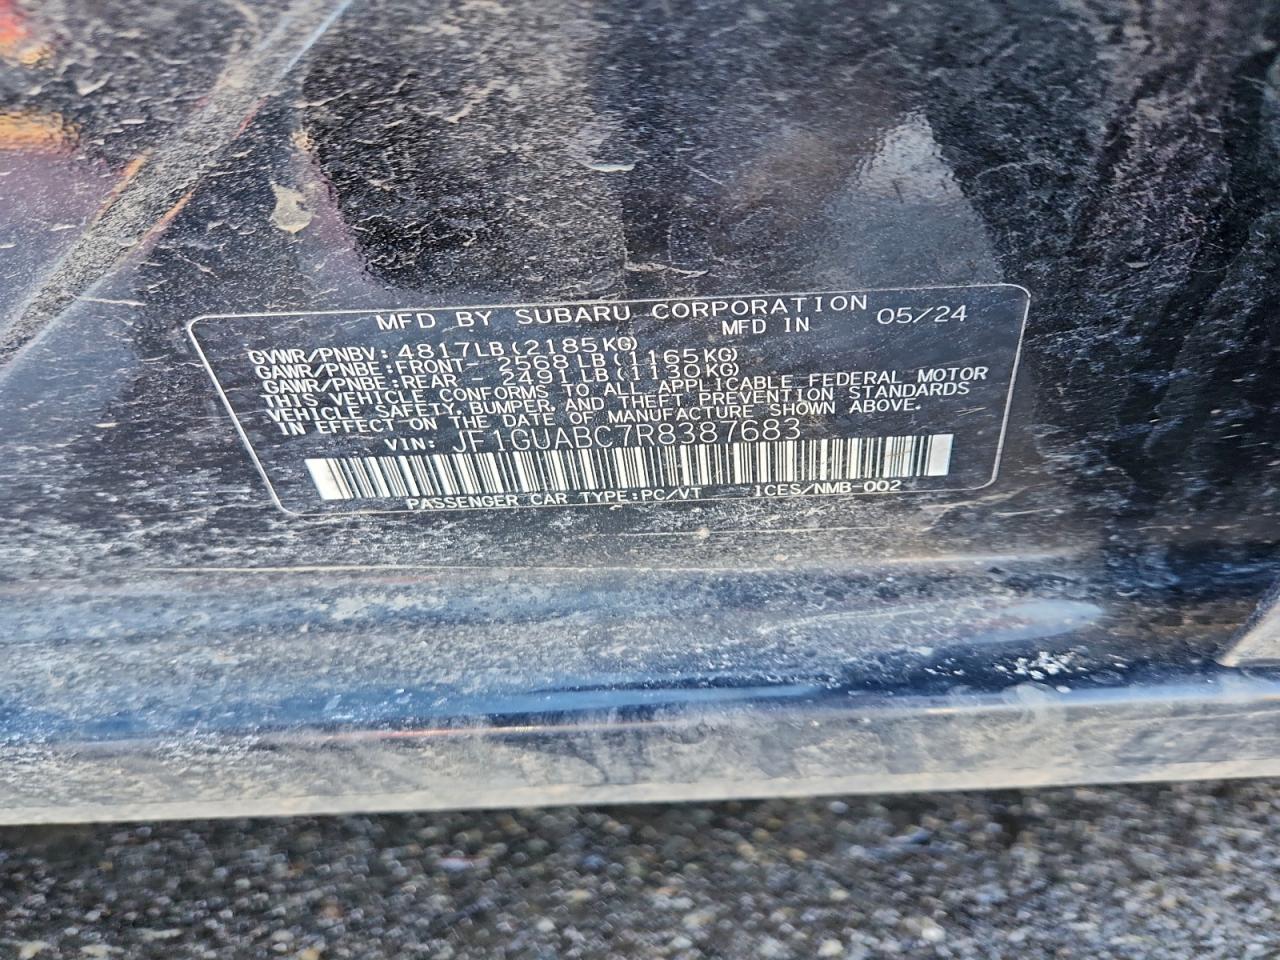 MFD BY SUBARU CORPORATION
MFD IN 05/24
GVWR/PNBV: 4817LB(2185KG)
GAWR/PNBE:FRONT- 2568LB(1165KG)
GAWR/PNBE:REAR - 2491LB(1130KG)
THIS VEHICLE CONFORMS TO ALL APPLICABLE FEDERAL MOTOR
VEHICLE SAFETY, BUMPER, AND THEFT PREVENTION STANDARDS
IN EFFECT ON THE DATE OF MANUFACTURE SHOWN ABOVE.
VIN: JF1GUABC7R8387683
PASSENGER CAR TYPE:PC/VT ICES/NMB-002